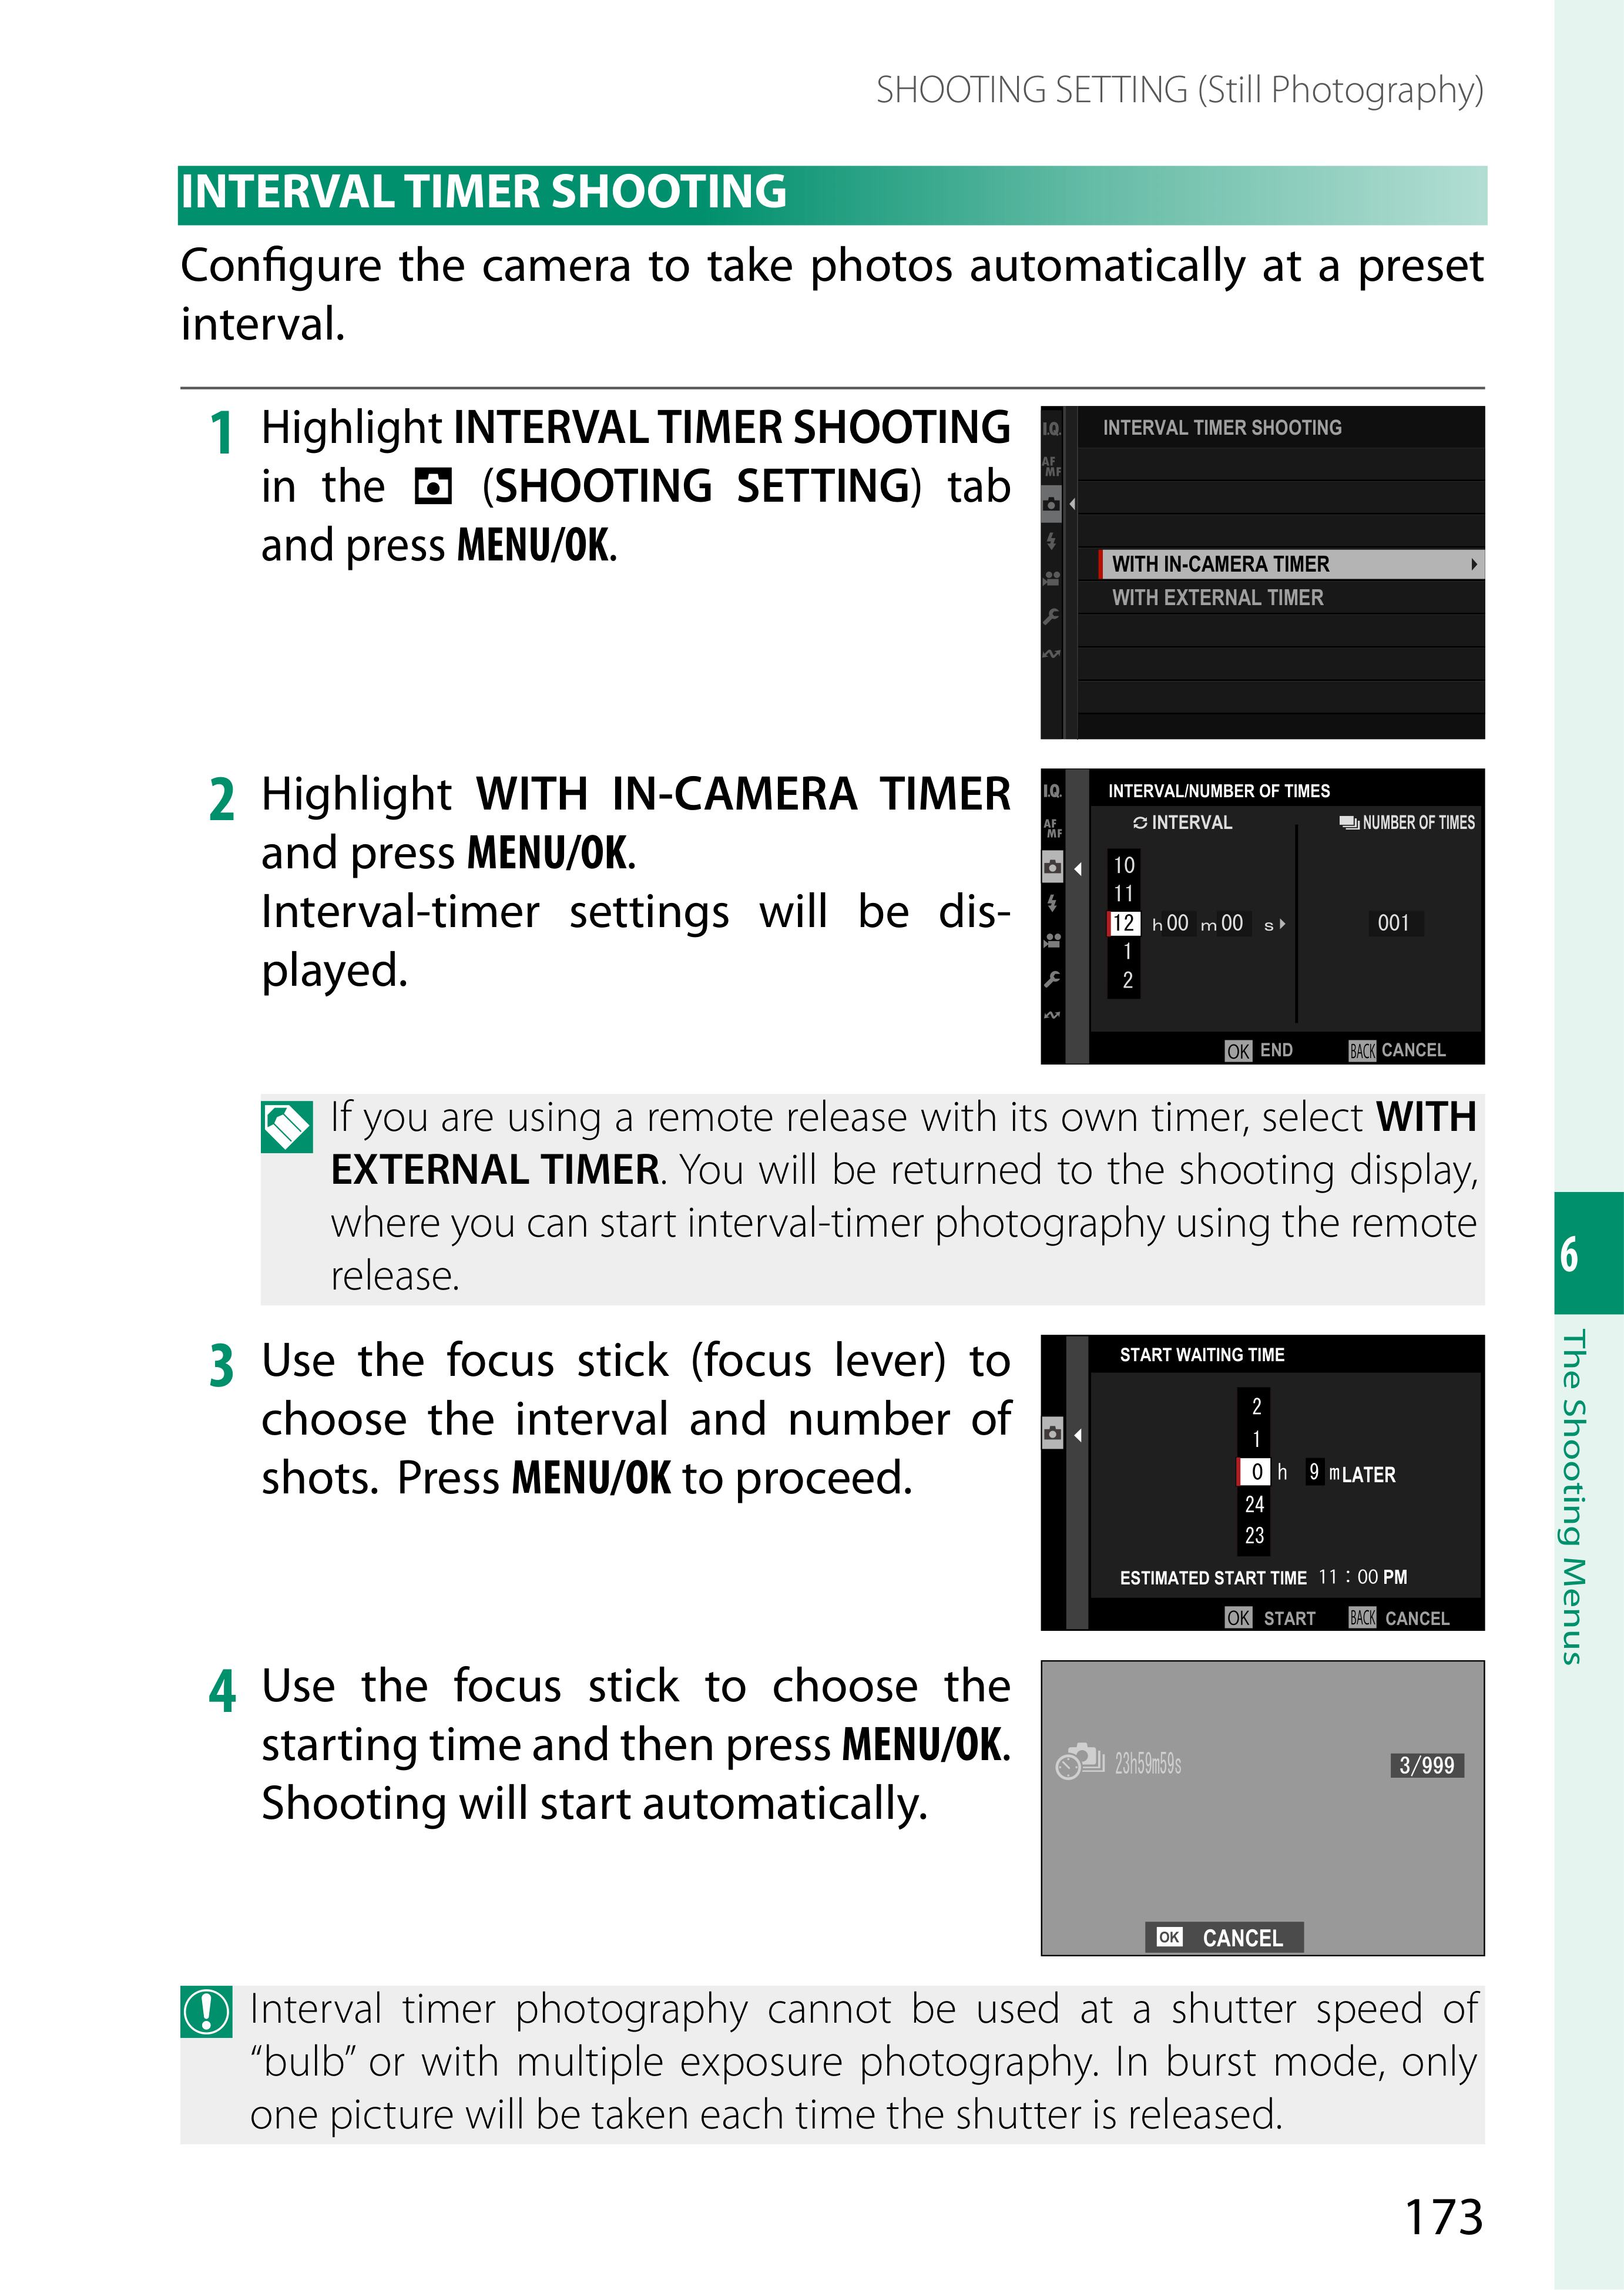 SHOOTING SETTING (Still Photography)
INTERVAL TIMER SHOOTING
Configure the camera to take photos automatically at a preset
interval.
1 Highlight INTERVAL TIMER SHOOTING
in the (SHOOTING SETTING) tab
and press MENU/OK.
I.Q.
AF
MF
INTERVAL TIMER SHOOTING
WITH IN-CAMERA TIMER
WITH EXTERNAL TIMER
2 Highlight WITH IN-CAMERA TIMER
and press MENU/OK.
Interval-timer settings will be dis-
played.
I.Q.
AF
MF
INTERVAL/NUMBER OF TIMES
INTERVAL NUMBER OF TIMES
10
11
12 h 00 m 00 s 001
1
2
OK END BACK CANCEL
If you are using a remote release with its own timer, select WITH
EXTERNAL TIMER. You will be returned to the shooting display,
where you can start interval-timer photography using the remote
release.
3 Use the focus stick (focus lever) to
choose the interval and number of
shots. Press MENU/OK to proceed.
START WAITING TIME
2
1
0 h 9 m LATER
24
23
ESTIMATED START TIME 11 : 00 PM
OK START BACK CANCEL
4 Use the focus stick to choose the
starting time and then press MENU/OK.
Shooting will start automatically.
23h59m59s 3/999
OK CANCEL
Interval timer photography cannot be used at a shutter speed of
“bulb” or with multiple exposure photography. In burst mode, only
one picture will be taken each time the shutter is released.
6
The Shooting Menus
173